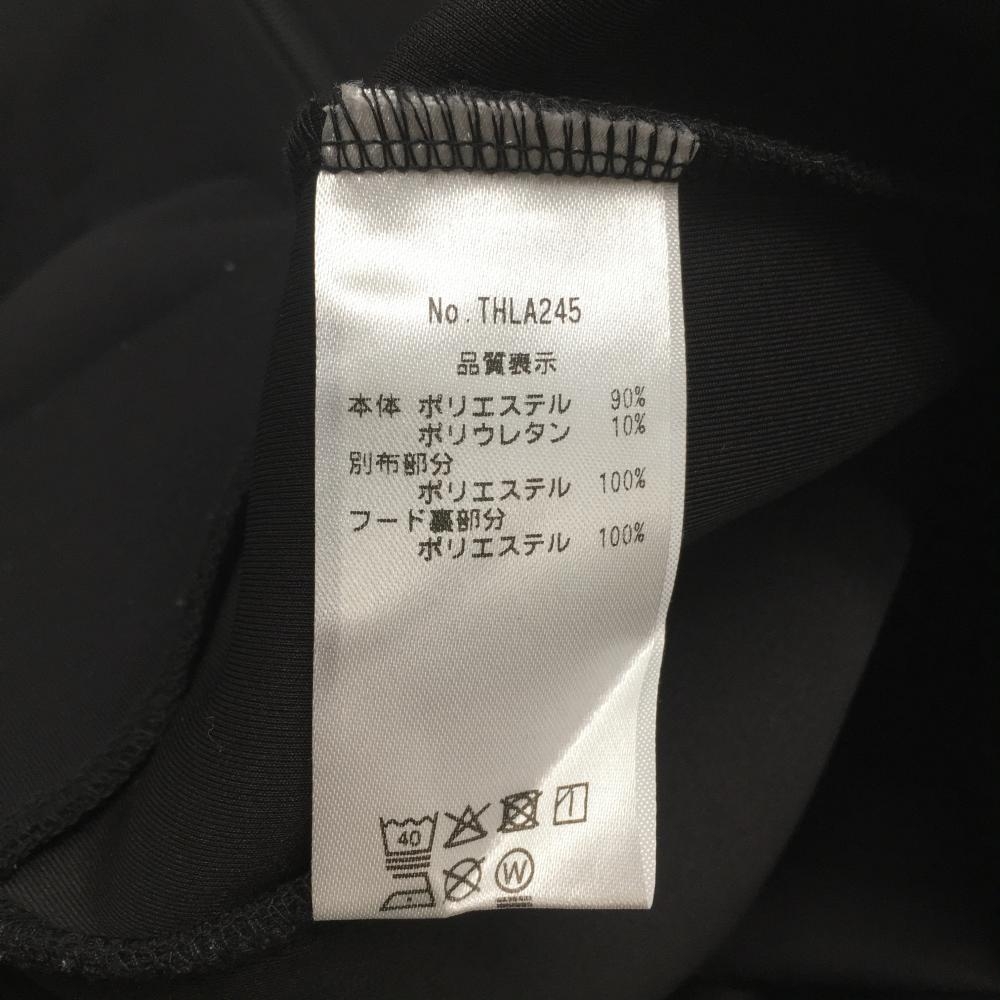 No.THLA245
品質表示
本体 ポリエステル 90%
ポリウレタン 10%
別布部分
ポリエステル 100%
フード裏部分
ポリエステル 100%
40
W